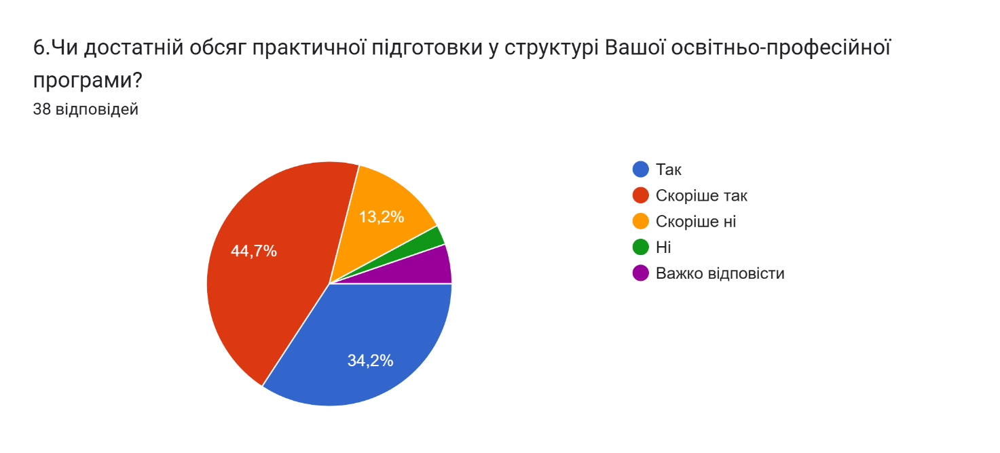 6.Чи достатній обсяг практичної підготовки у структурі Вашої освітньо-професійної
програми?
38 відповідей
13,2%
44,7%
34,2%
Так
Скоріше так
Скоріше ні
Ні
Важко відповісти